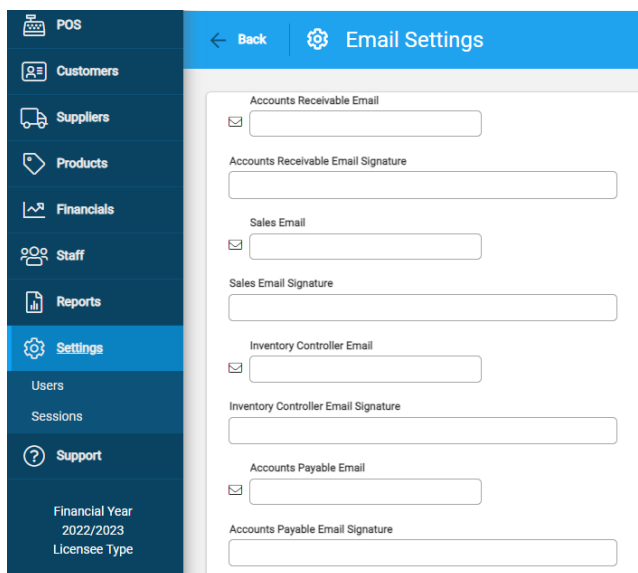 POS
Customers
Suppliers
Products
Financials
Staff
Reports
Settings
Users
Sessions
Support
Financial Year
2022/2023
Licensee Type
Back
Email Settings
Accounts Receivable Email
Accounts Receivable Email Signature
Sales Email
Sales Email Signature
Inventory Controller Email
Inventory Controller Email Signature
Accounts Payable Email
Accounts Payable Email Signature